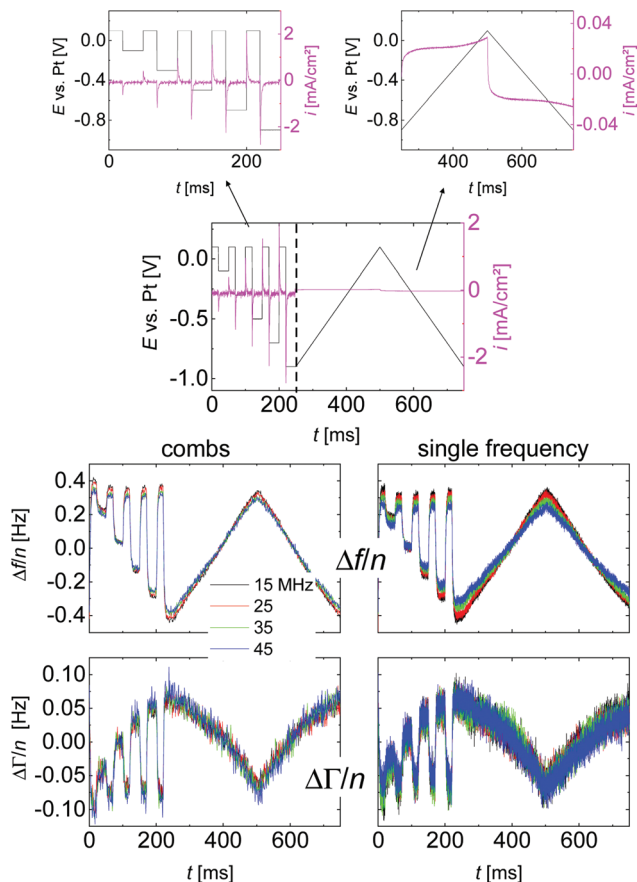 0.0
-0.4
-0.8
E vs. Pt [V]
2
0
-2
i [mA/cm²]
0
200
t [ms]
0.0
-0.4
-0.8
E vs. Pt [V]
0.04
0.00
-0.04
i [mA/cm²]
400
600
t [ms]
0.0
-0.5
-1.0
E vs. Pt [V]
2
0
-2
i [mA/cm²]
0
200
400
600
t [ms]
combs
single frequency
0.4
0.2
0.0
-0.2
-0.4
Δf/n [Hz]
Δf/n
15 MHz
25
35
45
0.10
0.05
0.00
-0.05
-0.10
ΔΓ/n [Hz]
ΔΓ/n
0
200
400
600
t [ms]
0
200
400
600
t [ms]